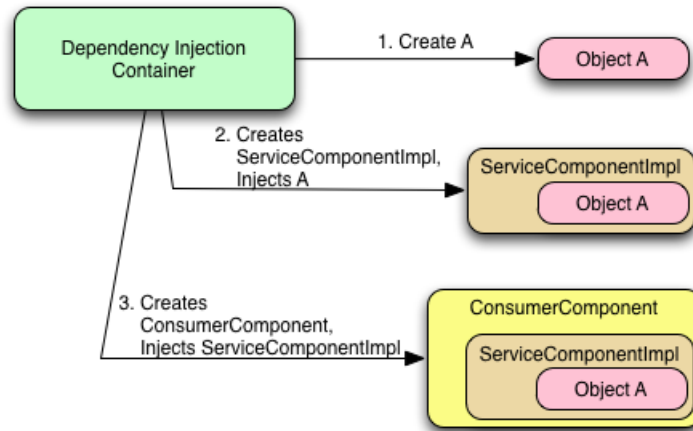 Dependency Injection
Container
1. Create A
Object A
2. Creates
ServiceComponentImpl,
Injects A
ServiceComponentImpl
Object A
3. Creates
ConsumerComponent,
Injects ServiceComponentImpl
ConsumerComponent
ServiceComponentImpl
Object A